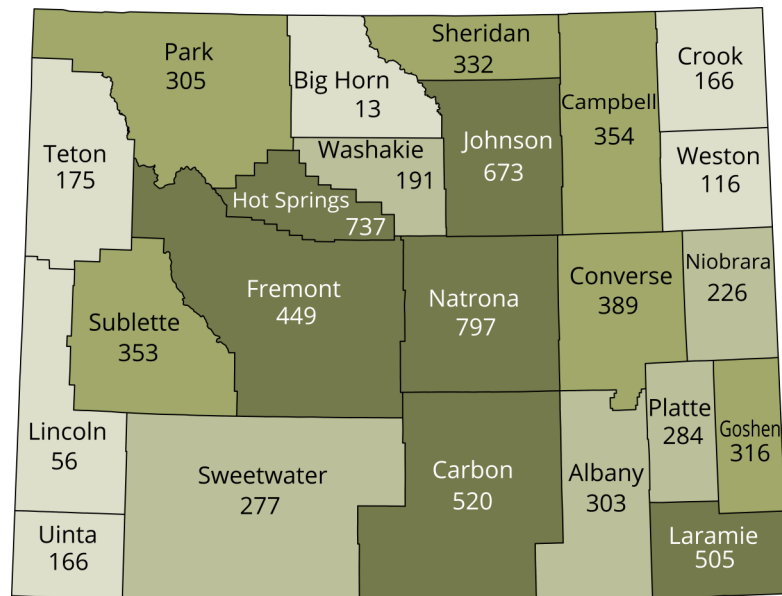 Park
305
Big Horn
13
Sheridan
332
Campbell
354
Crook
166
Teton
175
Washakie
191
Johnson
673
Weston
116
Hot Springs
737
Fremont
449
Natrona
797
Converse
389
Niobrara
226
Sublette
353
Lincoln
56
Sweetwater
277
Carbon
520
Albany
303
Platte
284
Goshen
316
Uinta
166
Laramie
505